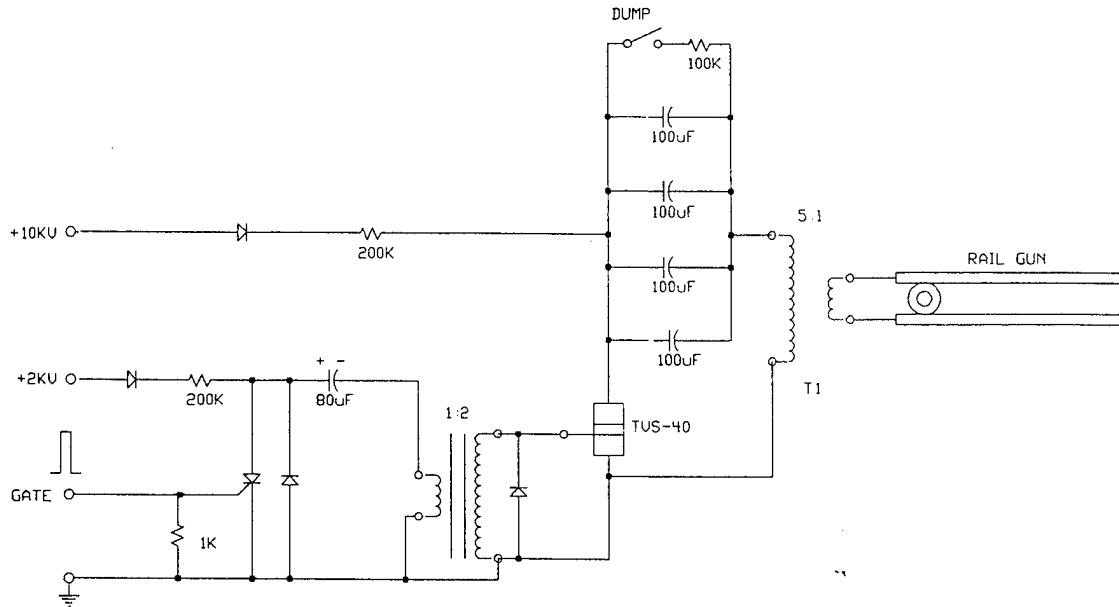 DUMP
100K
100uF
100uF
5.1
+10KV
200K
RAIL GUN
100uF
100uF
+ -
+2KV
200K
80uF
T1
1:2
TVS-40
GATE
1K